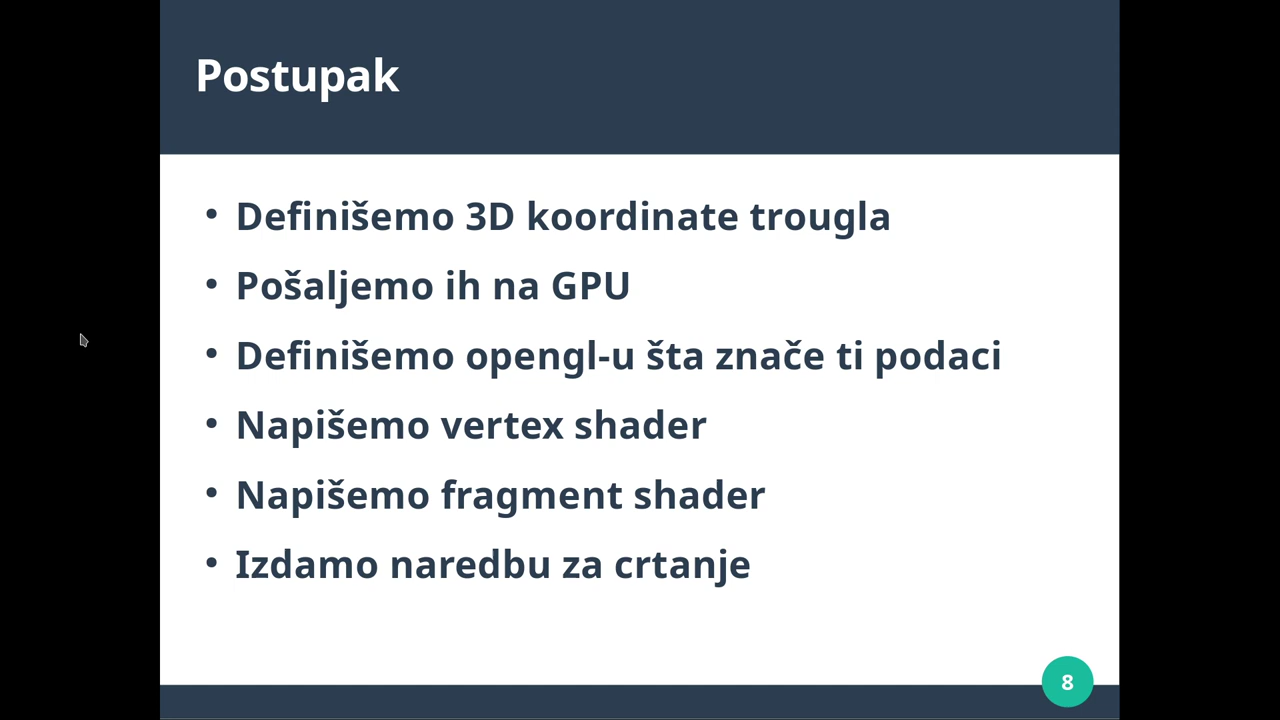 Postupak
• Definišemo 3D koordinate trougla
• Pošaljemo ih na GPU
• Definišemo opengl-u šta znače ti podaci
• Napišemo vertex shader
• Napišemo fragment shader
• Izdamo naredbu za crtanje
8